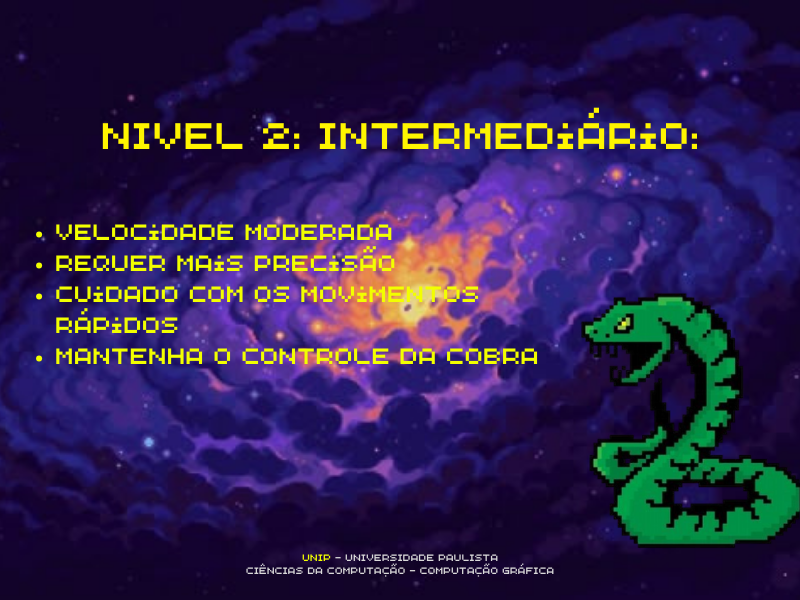 NIVEL 2: INTERMEDIÁRIO:
• VELOCIDADE MODERADA
• REQUER MAIS PRECISÃO
• CUIDADO COM OS MOVIMENTOS
RÁPIDOS
• MANTENHA O CONTROLE DA COBRA
UNIP - UNIVERSIDADE PAULISTA
CIÊNCIAS DA COMPUTAÇÃO - COMPUTAÇÃO GRÁFICA